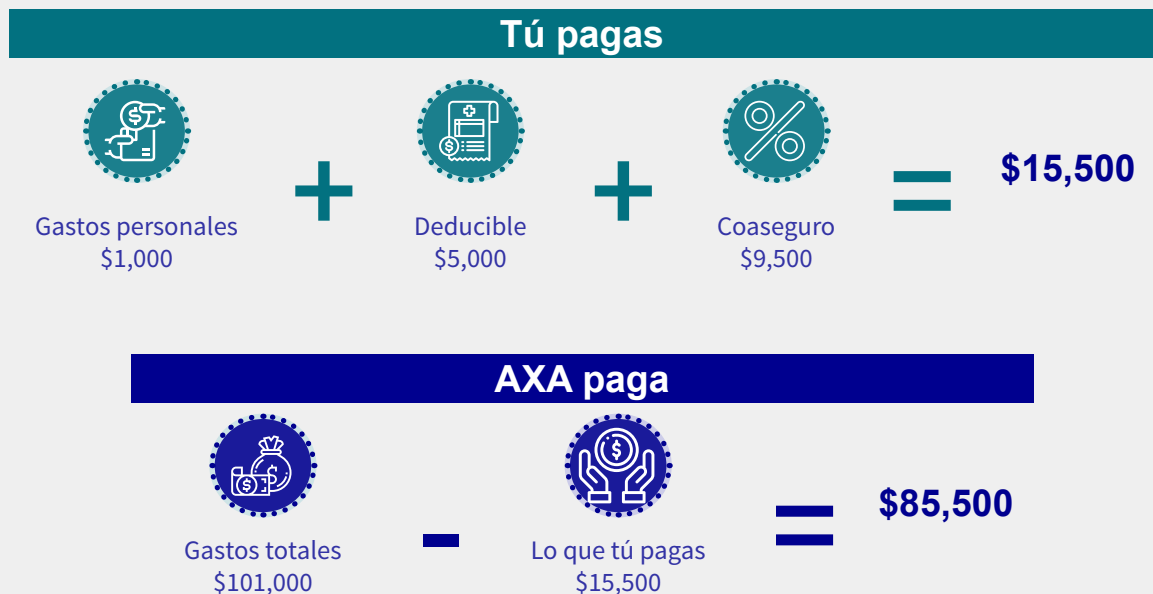 Tú pagas
+ + = $15,500
Gastos personales Deducible Coaseguro
$1,000 $5,000 $9,500
AXA paga
- = $85,500
Gastos totales Lo que tú pagas
$101,000 $15,500